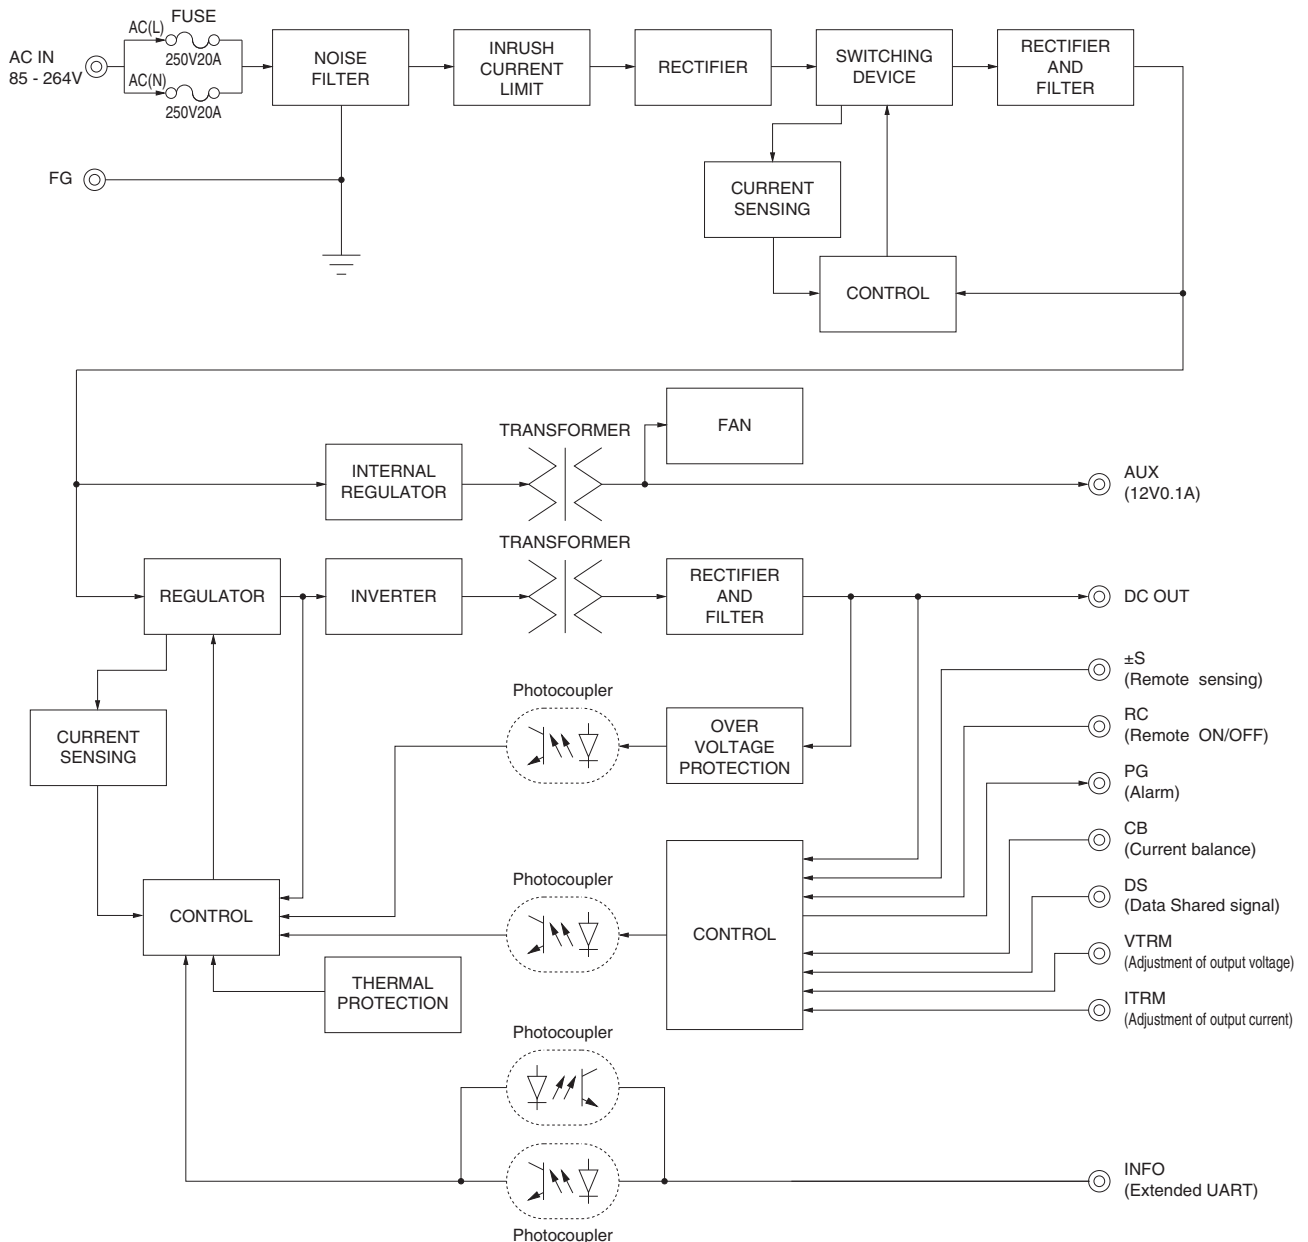 FUSE
AC(L)
250V20A
AC IN
85 - 264V
AC(N)
250V20A
NOISE
FILTER
INRUSH
CURRENT
LIMIT
RECTIFIER
SWITCHING
DEVICE
RECTIFIER
AND
FILTER
FG
CURRENT
SENSING
CONTROL
FAN
TRANSFORMER
INTERNAL
REGULATOR
AUX
(12V0.1A)
TRANSFORMER
REGULATOR
INVERTER
RECTIFIER
AND
FILTER
DC OUT
±S
(Remote sensing)
Photocoupler
OVER
VOLTAGE
PROTECTION
RC
(Remote ON/OFF)
CURRENT
SENSING
PG
(Alarm)
CB
(Current balance)
Photocoupler
CONTROL
CONTROL
DS
(Data Shared signal)
VTRM
(Adjustment of output voltage)
THERMAL
PROTECTION
ITRM
(Adjustment of output current)
Photocoupler
INFO
(Extended UART)
Photocoupler